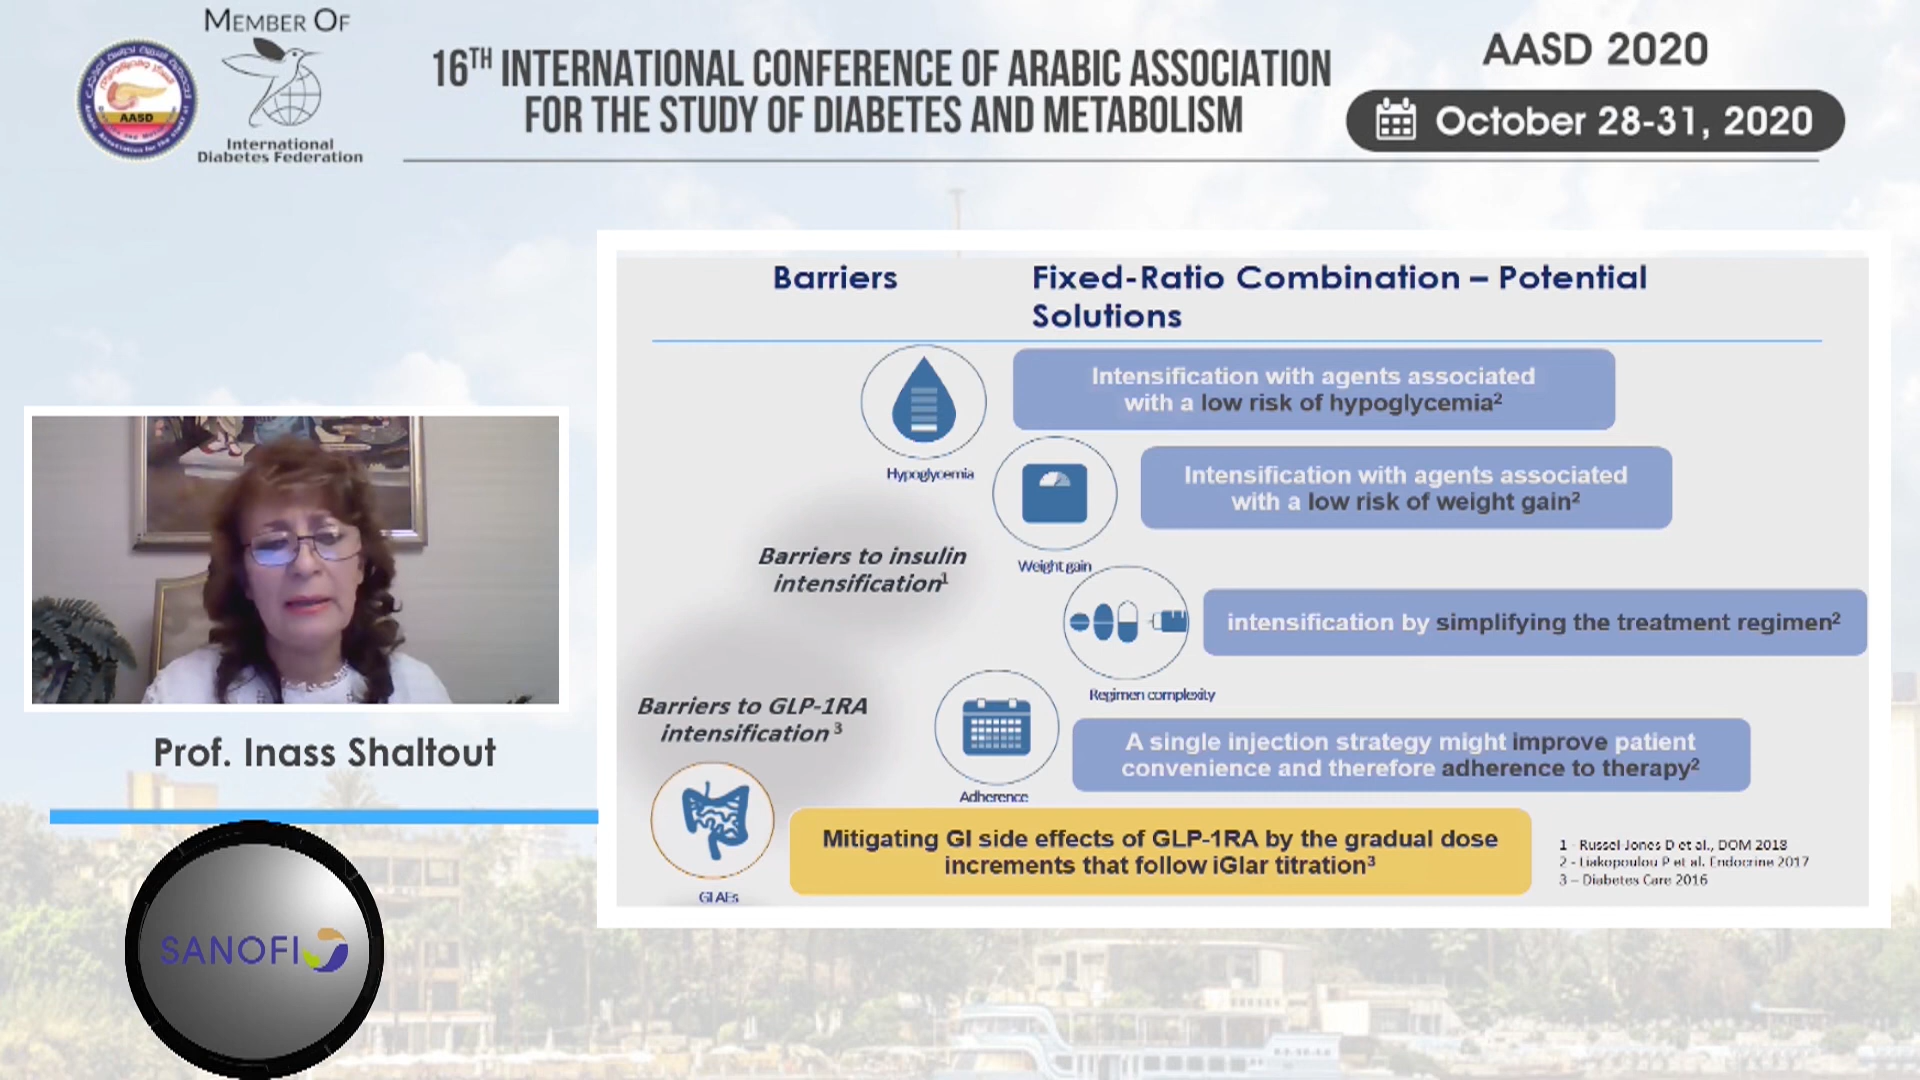 MEMBER OF
International
Diabetes Federation
AASD
16TH INTERNATIONAL CONFERENCE OF ARABIC ASSOCIATION
FOR THE STUDY OF DIABETES AND METABOLISM
AASD 2020
October 28-31, 2020
Barriers
Fixed-Ratio Combination – Potential
Solutions
Intensification with agents associated
with a low risk of hypoglycemia2
Hypoglycemia
Intensification with agents associated
with a low risk of weight gain2
Weight gain
Barriers to insulin
intensification1
intensification by simplifying the treatment regimen2
Regimen complexity
Barriers to GLP-1RA
intensification 3
A single injection strategy might improve patient
convenience and therefore adherence to therapy2
Adherence
Mitigating GI side effects of GLP-1RA by the gradual dose
increments that follow iGlar titration3
GI AEs
1 - Russel-Jones D et al., DOM 2018
2 - Liakopoulou P et al. Endocrine 2017
3 – Diabetes Care 2016
Prof. Inass Shaltout
SANOFI